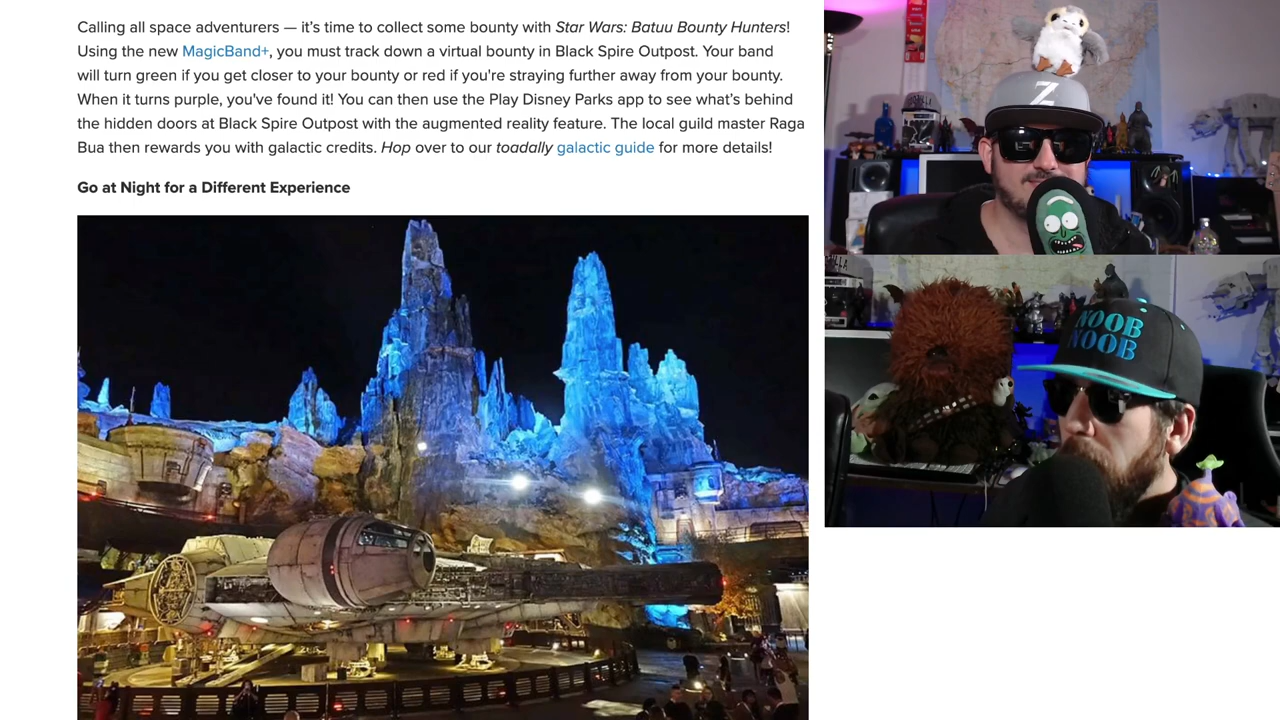 Calling all space adventurers — it’s time to collect some bounty with Star Wars: Batuu Bounty Hunters!
Using the new MagicBand+, you must track down a virtual bounty in Black Spire Outpost. Your band
will turn green if you get closer to your bounty or red if you're straying further away from your bounty.
When it turns purple, you've found it! You can then use the Play Disney Parks app to see what’s behind
the hidden doors at Black Spire Outpost with the augmented reality feature. The local guild master Raga
Bua then rewards you with galactic credits. Hop over to our toadally galactic guide for more details!
Go at Night for a Different Experience
Z
NOOB
NOOB